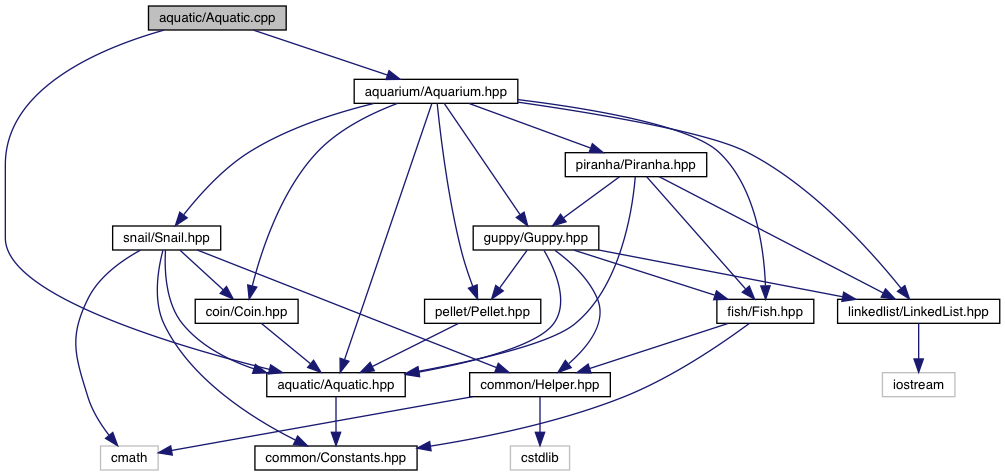 aquatic/Aquatic.cpp
aquarium/Aquarium.hpp
piranha/Piranha.hpp
snail/Snail.hpp
guppy/Guppy.hpp
coin/Coin.hpp
pellet/Pellet.hpp
fish/Fish.hpp
linkedlist/LinkedList.hpp
aquatic/Aquatic.hpp
common/Helper.hpp
iostream
cmath
common/Constants.hpp
cstdlib